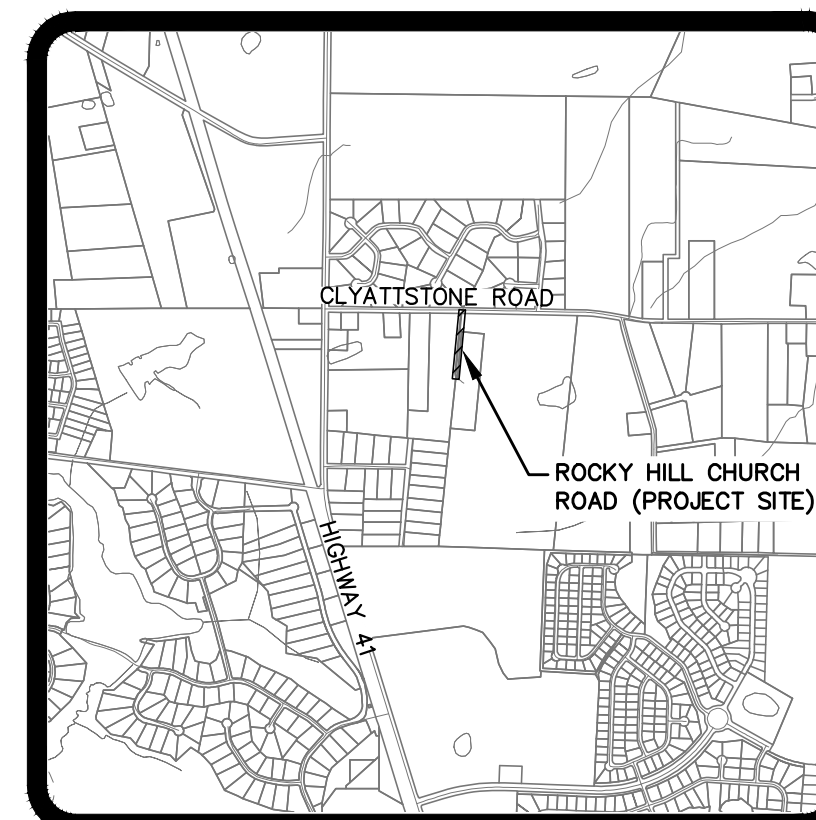 CLYATTSTONE ROAD
ROCKY HILL CHURCH
ROAD (PROJECT SITE)
HIGHWAY 41